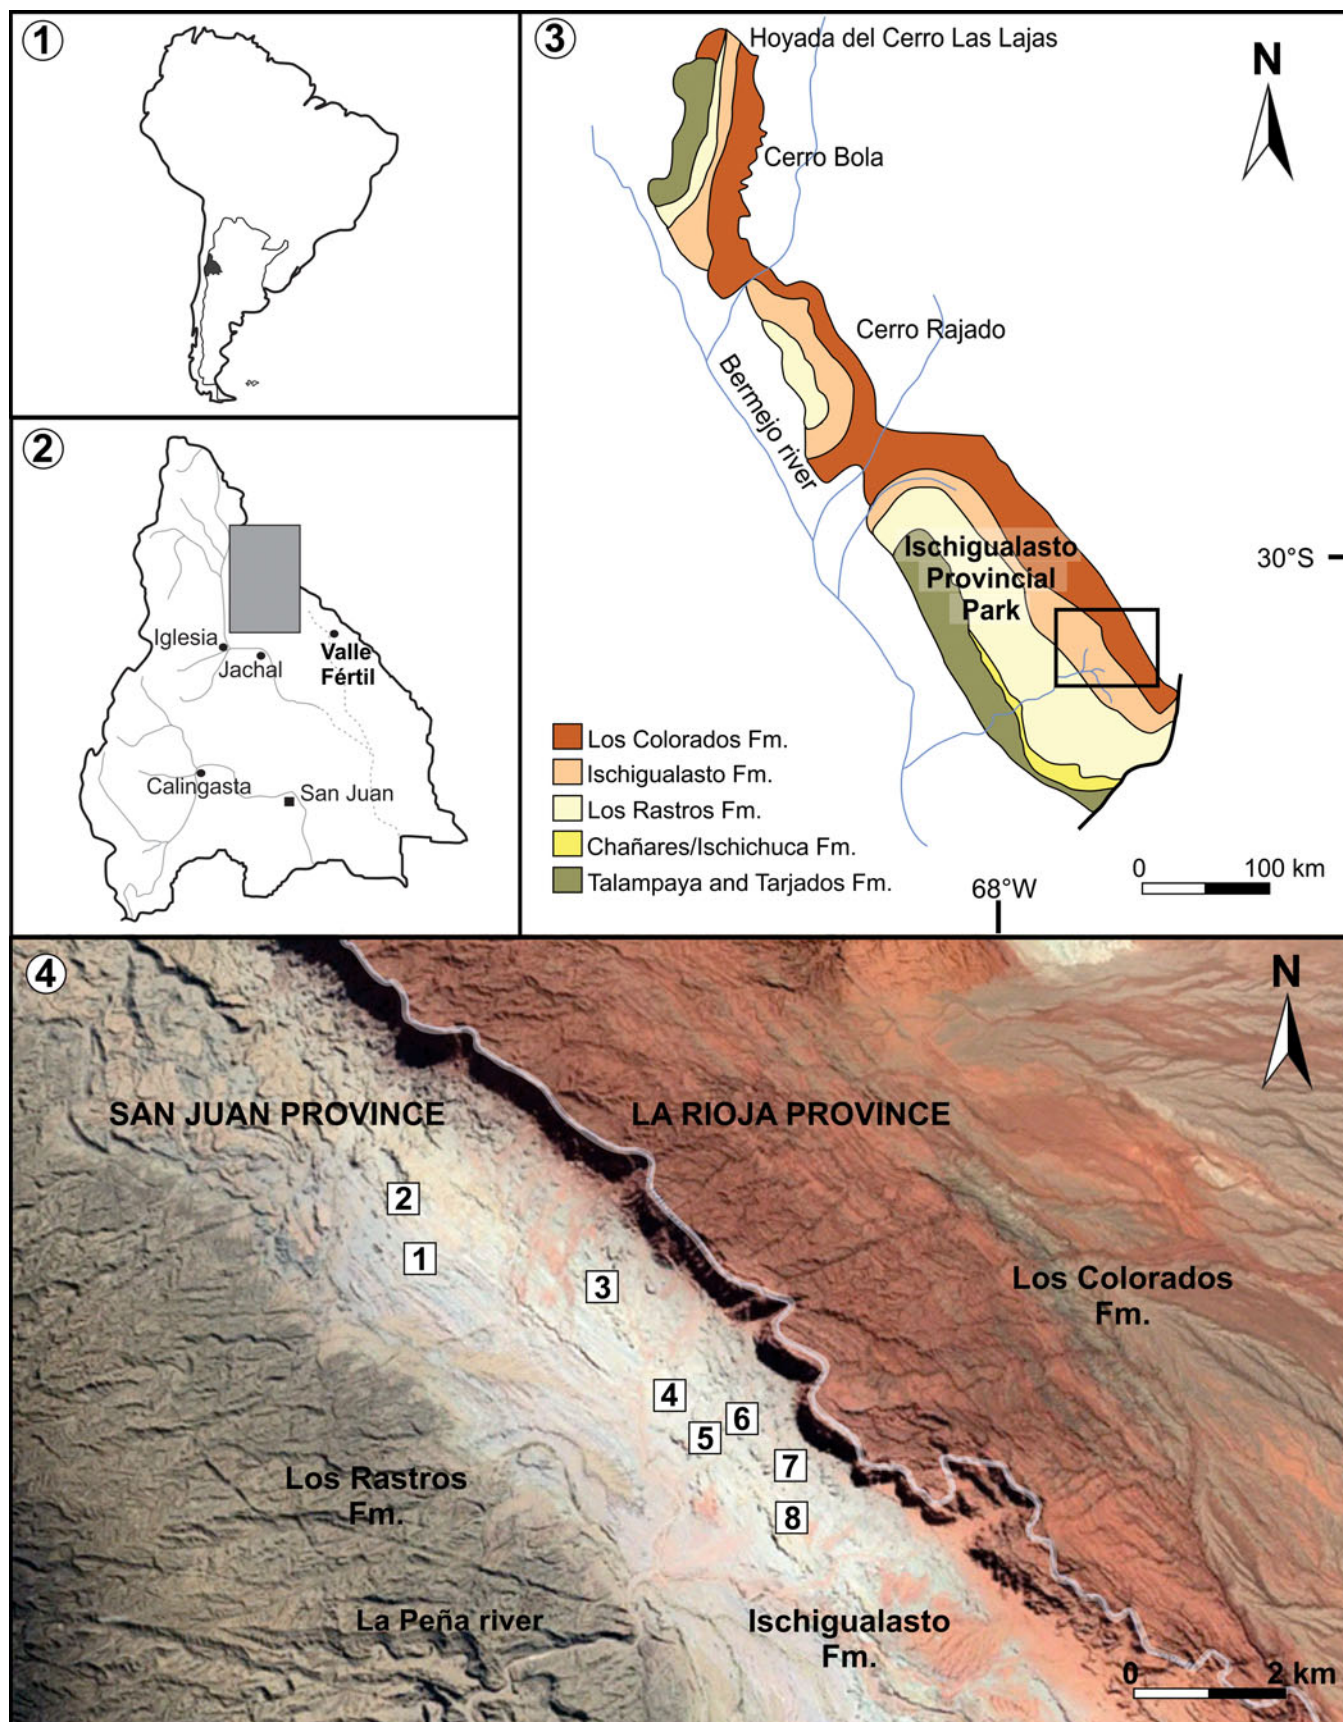 1
2
Iglesia
Jachal
Valle
Fértil
Calingasta
San Juan
3
Hoyada del Cerro Las Lajas
N
Cerro Bola
Cerro Rajado
Bermejo river
Ischigualasto
Provincial
Park
30°S
Los Colorados Fm.
Ischigualasto Fm.
Los Rastros Fm.
Chañares/Ischichuca Fm.
Talampaya and Tarjados Fm.
68°W
0 100 km
4
N
SAN JUAN PROVINCE
LA RIOJA PROVINCE
2
1
3
Los Colorados
Fm.
4
6
5
7
Los Rastros
Fm.
8
La Peña river
Ischigualasto
Fm.
0 2 km